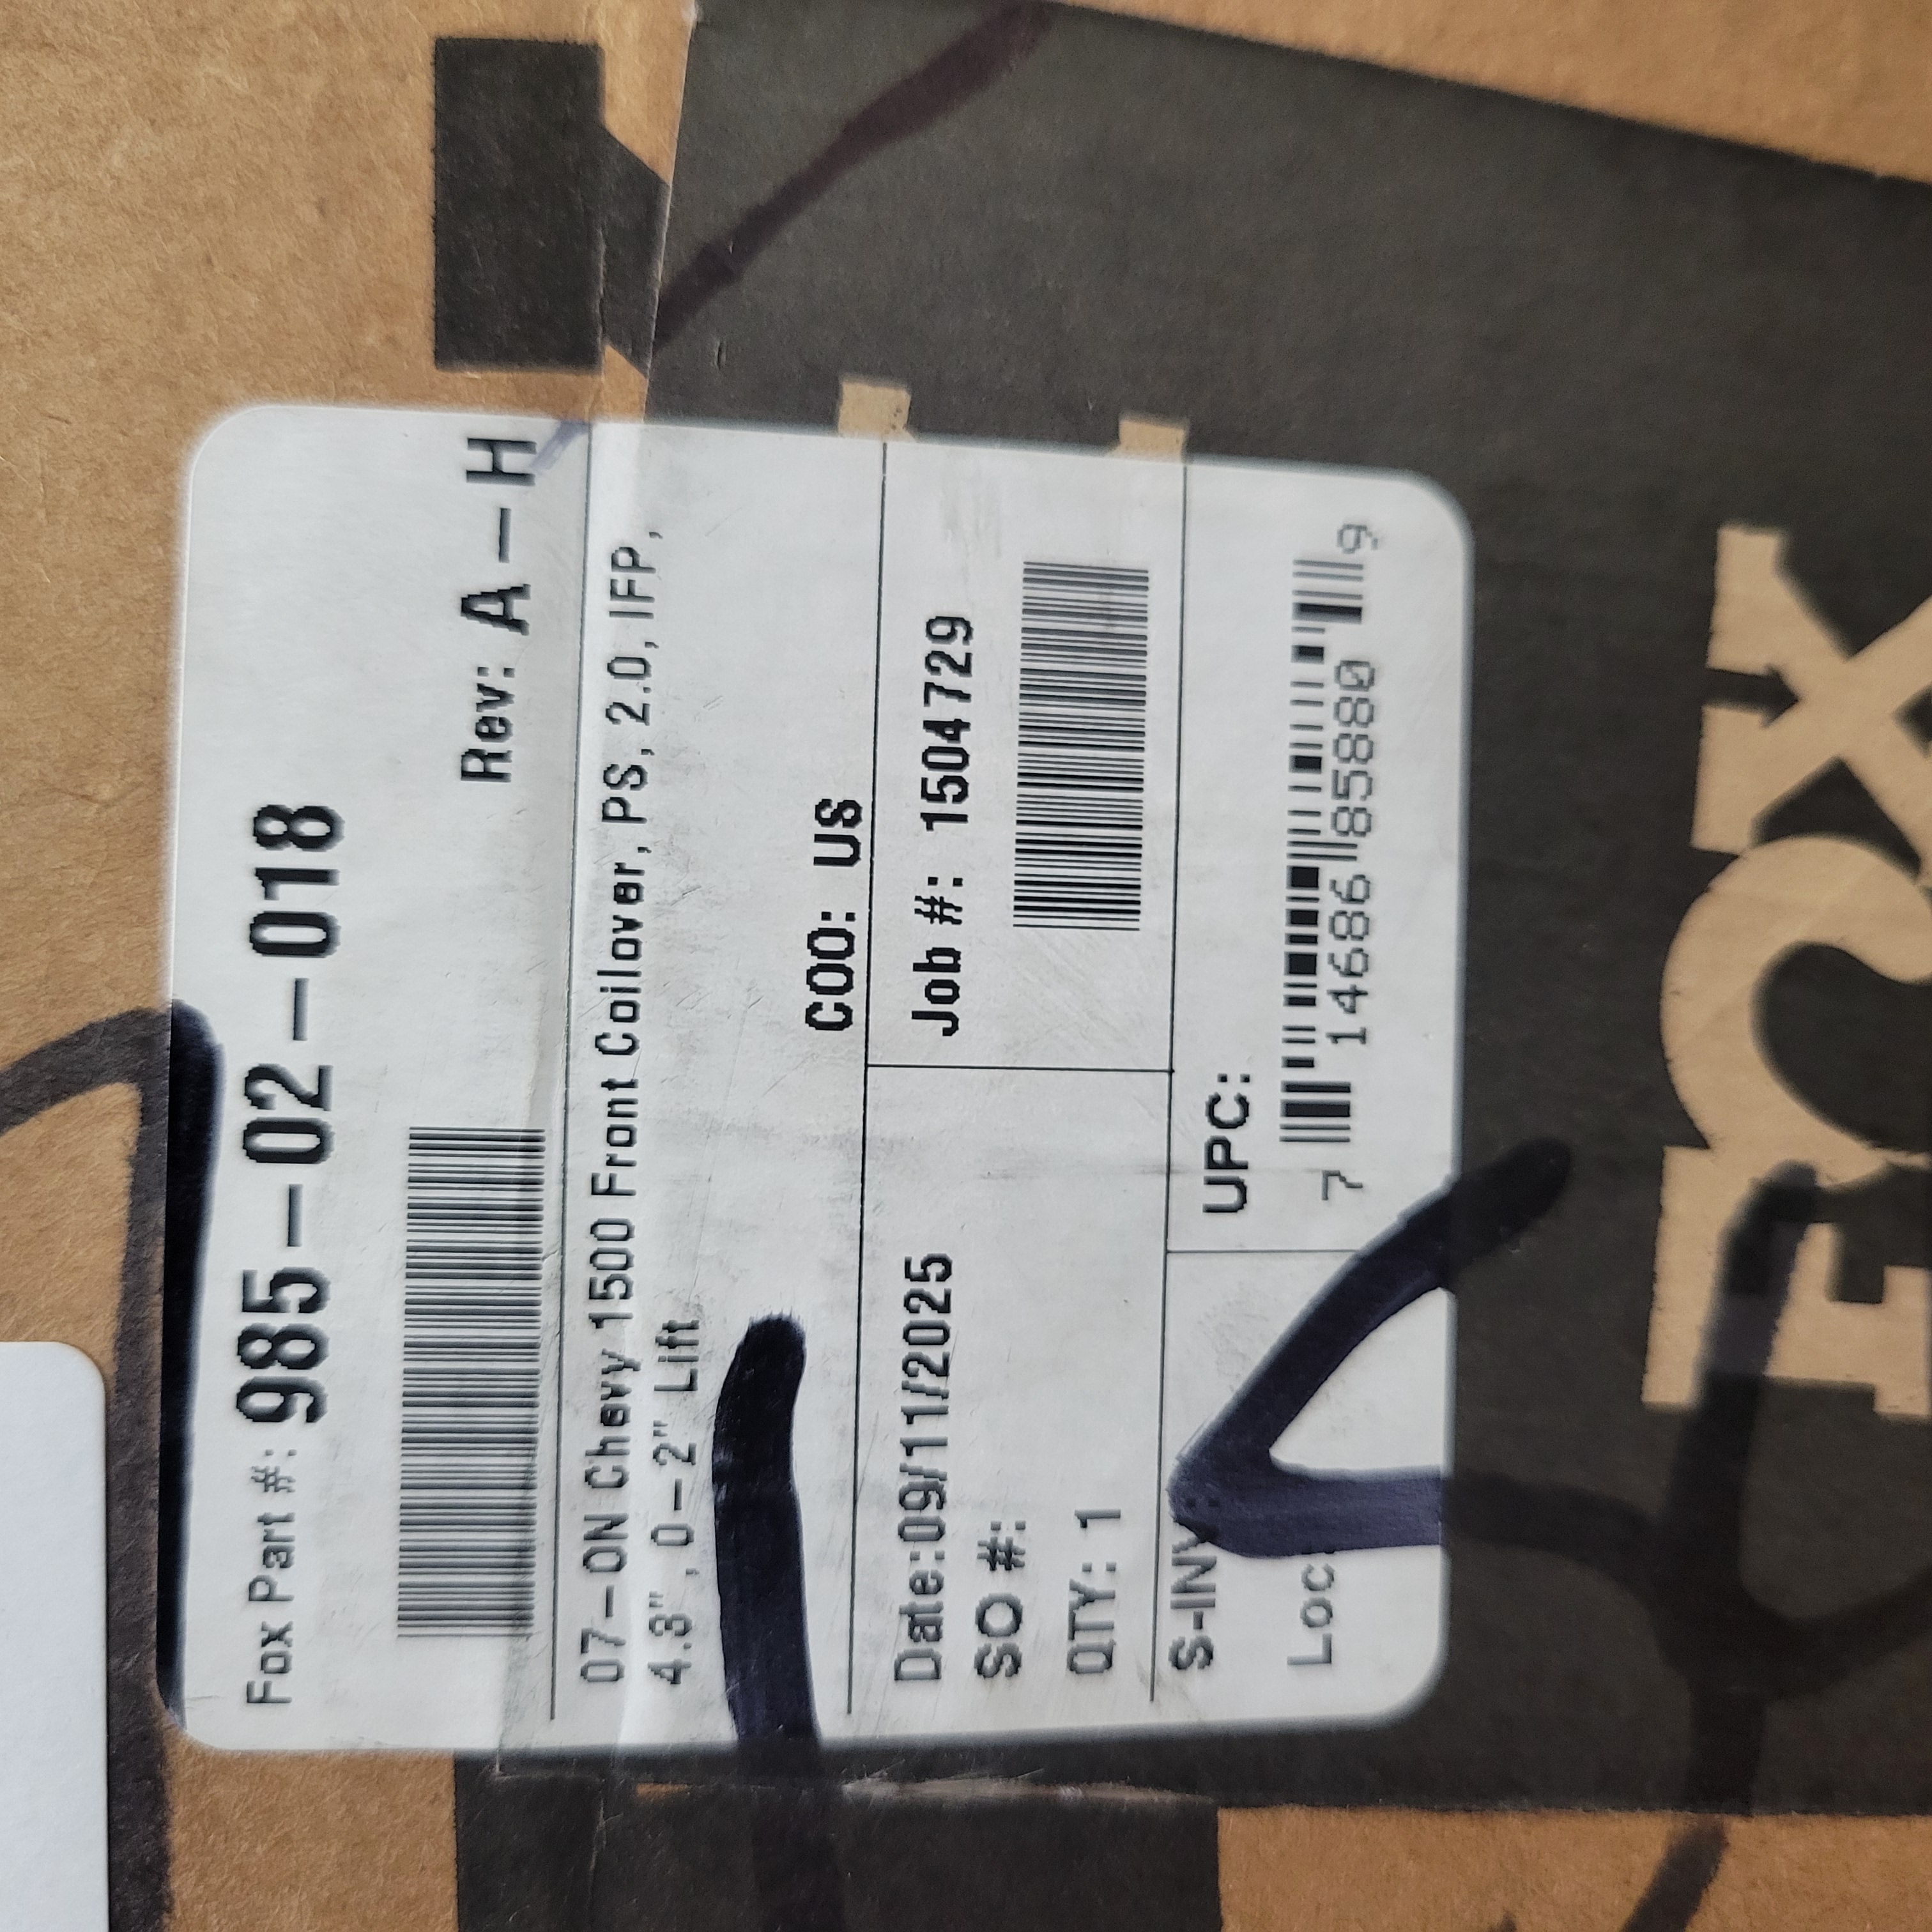 Fox Part #: 985-02-018
Rev: A-H
07-ON Chevy 1500 Front Coilover, PS, 2.0, IFP,
4.3", 0-2" Lift
COO: US
Date:09/11/2025
SO #:
QTY: 1
Job #: 1504729
S-INV:
Loc:
UPC:
7 14686 85880 9
FOX